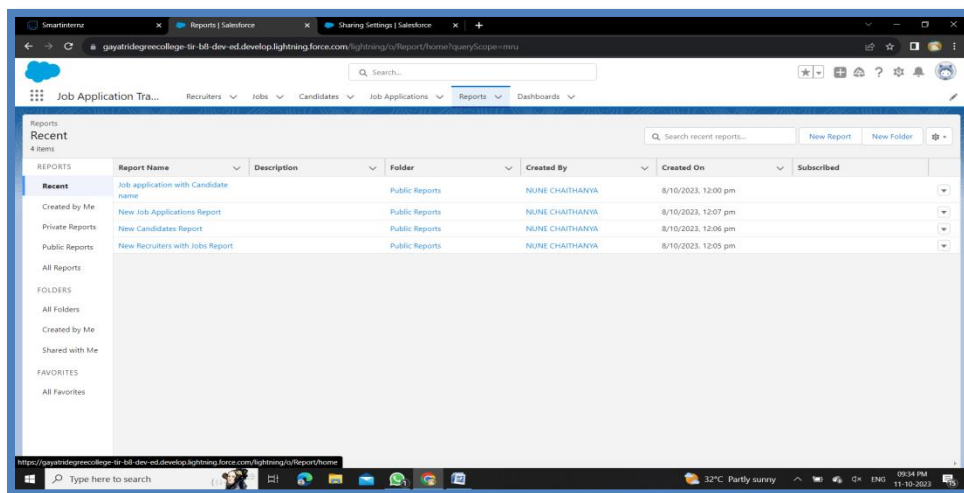 Smartinternz
Reports | Salesforce
Sharing Settings | Salesforce
gayatridegreecollege-tir-b8-dev-ed.develop.lightning.force.com/lightning/o/Report/home?queryScope=mru
Search...
Job Application Tra... Recruiters Jobs Candidates Job Applications Reports Dashboards
Reports
Recent
4 items
Search recent reports... New Report New Folder
REPORTS Report Name Description Folder Created By Created On Subscribed
Recent Job application with Candidate name Public Reports NUNE CHAITHANYA 8/10/2023, 12:00 pm
Created by Me New Job Applications Report Public Reports NUNE CHAITHANYA 8/10/2023, 12:07 pm
Private Reports New Candidates Report Public Reports NUNE CHAITHANYA 8/10/2023, 12:06 pm
Public Reports New Recruiters with Jobs Report Public Reports NUNE CHAITHANYA 8/10/2023, 12:05 pm
All Reports
FOLDERS
All Folders
Created by Me
Shared with Me
FAVORITES
All Favorites
https://gayatridegreecollege-tir-b8-dev-ed.develop.lightning.force.com/lightning/o/Report/home
Type here to search 32°C Partly sunny ENG 09:34 PM
11-10-2023